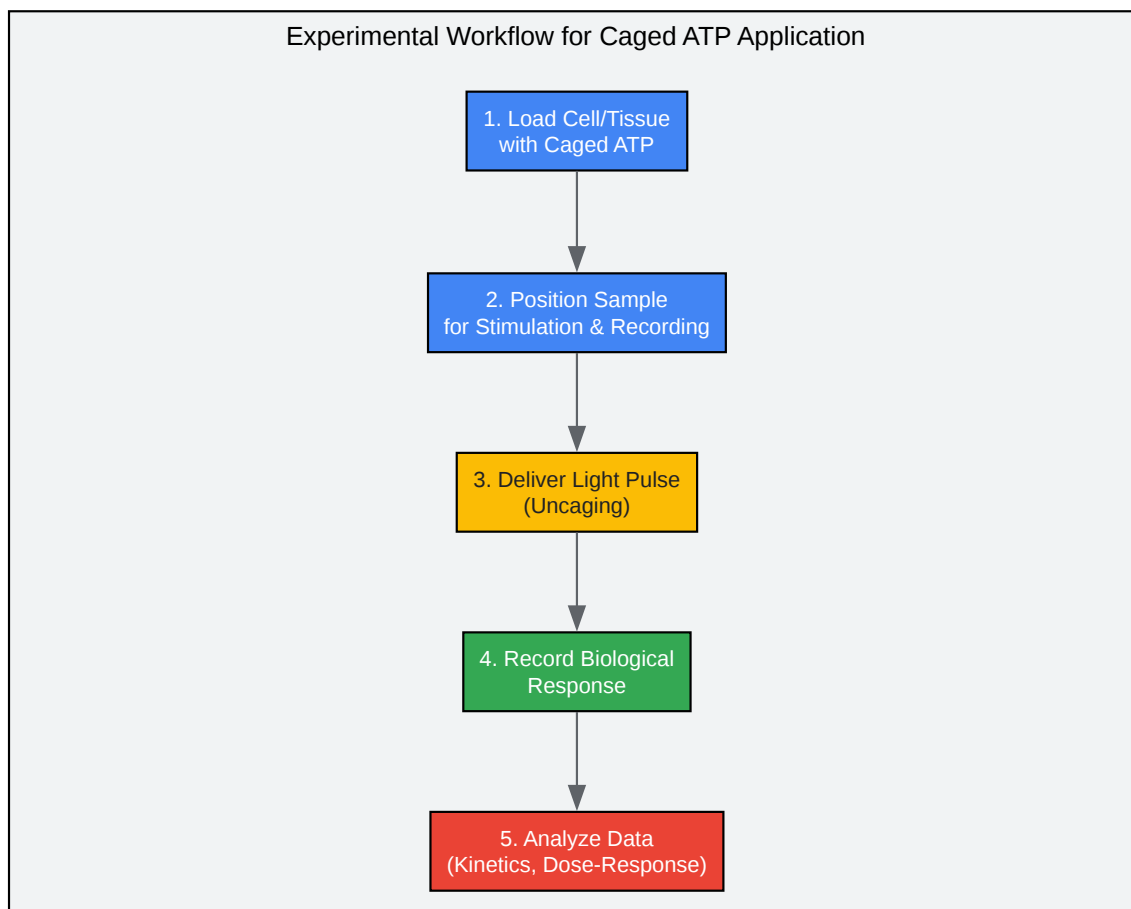 Experimental Workflow for Caged ATP Application
1. Load Cell/Tissue
with Caged ATP
2. Position Sample
for Stimulation & Recording
3. Deliver Light Pulse
(Uncaging)
4. Record Biological
Response
5. Analyze Data
(Kinetics, Dose-Response)